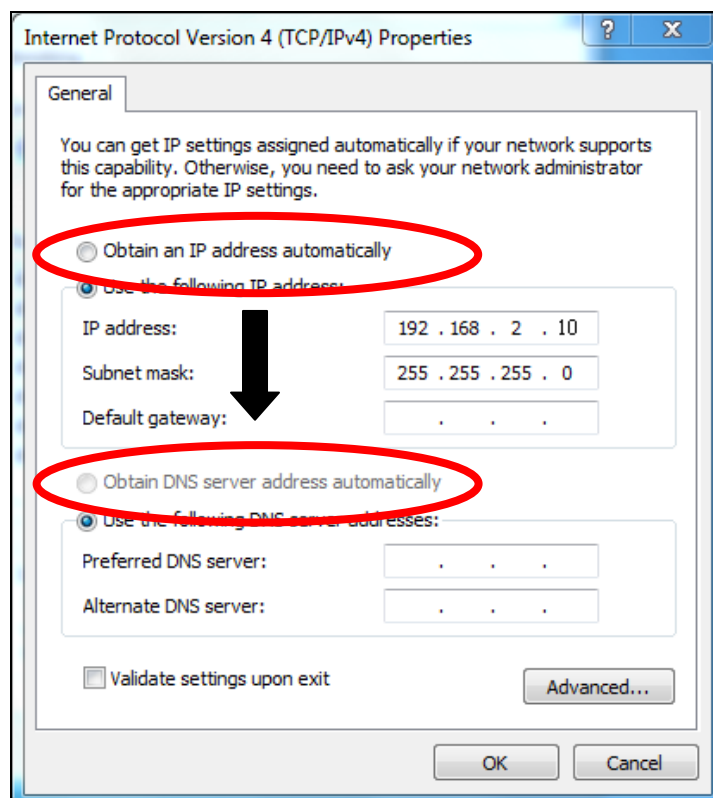 Internet Protocol Version 4 (TCP/IPv4) Properties
?
X
General
You can get IP settings assigned automatically if your network supports
this capability. Otherwise, you need to ask your network administrator
for the appropriate IP settings.
Obtain an IP address automatically
Use the following IP address:
IP address: 192 . 168 . 2 . 10
Subnet mask: 255 . 255 . 255 . 0
Default gateway: . . .
Obtain DNS server address automatically
Use the following DNS server addresses:
Preferred DNS server: . . .
Alternate DNS server: . . .
Validate settings upon exit
Advanced...
OK Cancel